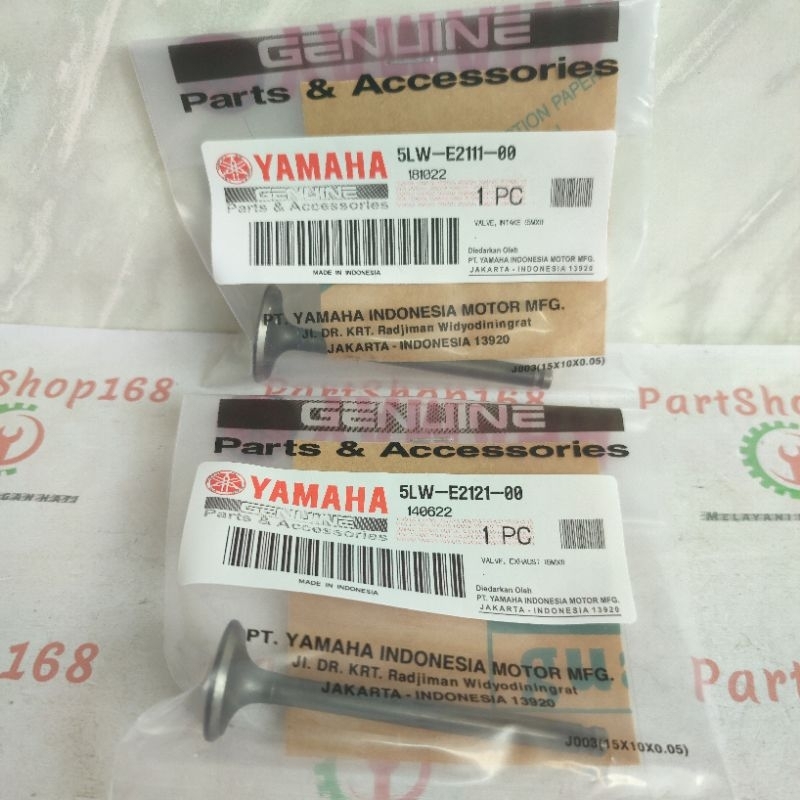 GENUINE
Parts & Accessories
YAMAHA
5LW-E2111-00
181022
GENUINE
Parts & Accessories
1 PC
VALVE, INTAKE (5MX1)
MADE IN INDONESIA
Diedarkan Oleh
PT. YAMAHA INDONESIA MOTOR MFG.
JAKARTA - INDONESIA 13920
PT. YAMAHA INDONESIA MOTOR MFG.
Jl. DR. KRT. Radjiman Widyodiningrat
JAKARTA - INDONESIA 13920
J003(15X10X0.05)
PartShop168
PartShop
GENUINE
Parts & Accessories
YAMAHA
5LW-E2121-00
140622
GENUINE
Parts & Accessories
1 PC
VALVE, EXHAUST (5MX1)
MADE IN INDONESIA
Diedarkan Oleh
PT. YAMAHA INDONESIA MOTOR MFG.
JAKARTA - INDONESIA 13920
MELAYANI
PT. YAMAHA INDONESIA MOTOR MFG.
Jl. DR. KRT. Radjiman Widyodiningrat
JAKARTA - INDONESIA 13920
J003(15X10X0.05)
168
PartSh